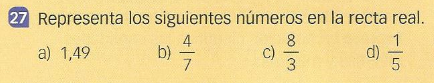 27 Representa los siguientes números en la recta real.
a) 1,49 b) 4/7 c) 8/3 d) 1/5